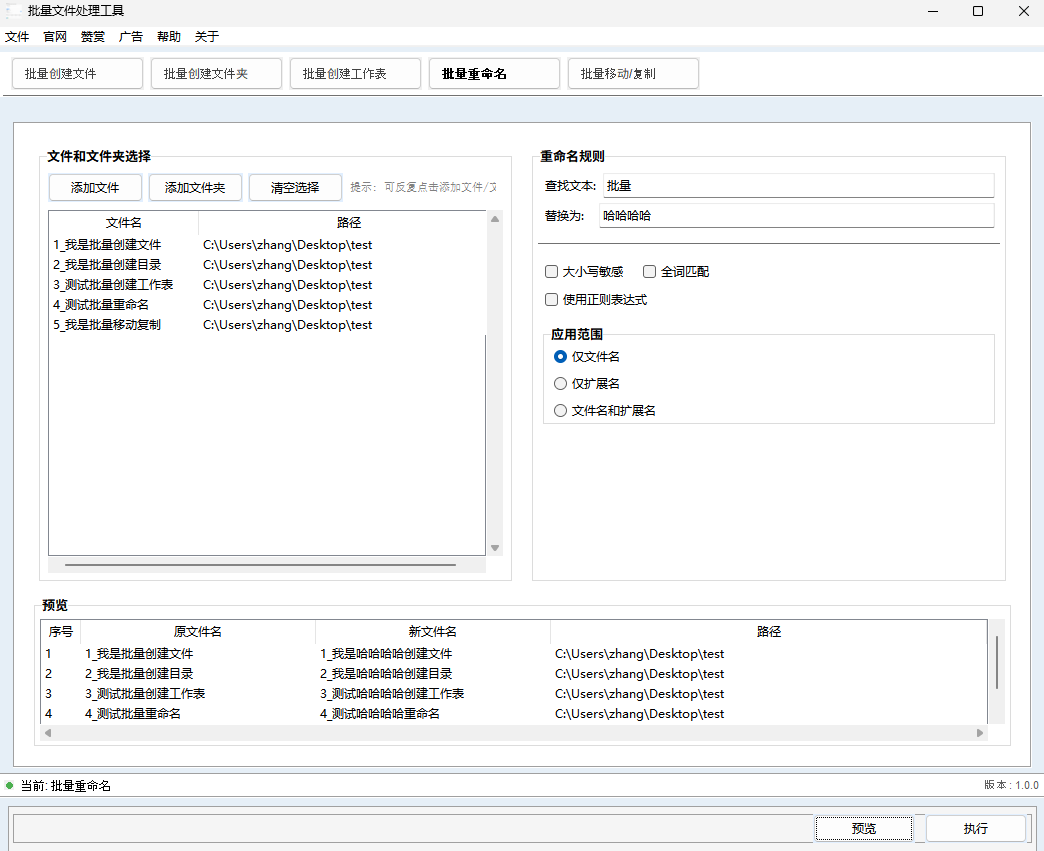 批量文件处理工具
文件 官网 赞赏 广告 帮助 关于
批量创建文件 批量创建文件夹 批量创建工作表 批量重命名 批量移动/复制
文件和文件夹选择
添加文件 添加文件夹 清空选择 提示: 可反复点击添加文件/文
文件名 路径
1_我是批量创建文件 C:\Users\zhang\Desktop\test
2_我是批量创建目录 C:\Users\zhang\Desktop\test
3_测试批量创建工作表 C:\Users\zhang\Desktop\test
4_测试批量重命名 C:\Users\zhang\Desktop\test
5_我是批量移动复制 C:\Users\zhang\Desktop\test
重命名规则
查找文本: 批量
替换为: 哈哈哈哈
大小写敏感 全词匹配
使用正则表达式
应用范围
仅文件名
仅扩展名
文件名和扩展名
预览
序号 原文件名 新文件名 路径
1 1_我是批量创建文件 1_我是哈哈哈哈创建文件 C:\Users\zhang\Desktop\test
2 2_我是批量创建目录 2_我是哈哈哈哈创建目录 C:\Users\zhang\Desktop\test
3 3_测试批量创建工作表 3_测试哈哈哈哈创建工作表 C:\Users\zhang\Desktop\test
4 4_测试批量重命名 4_测试哈哈哈哈重命名 C:\Users\zhang\Desktop\test
当前: 批量重命名 版本 : 1.0.0
预览 执行